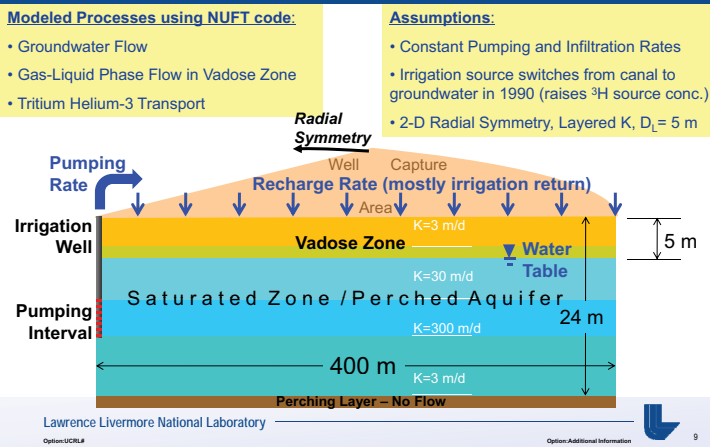 Modeled Processes using NUFT code:
• Groundwater Flow
• Gas-Liquid Phase Flow in Vadose Zone
• Tritium Helium-3 Transport
Assumptions:
• Constant Pumping and Infiltration Rates
• Irrigation source switches from canal to
groundwater in 1990 (raises ³H source conc.)
• 2-D Radial Symmetry, Layered K, D_L= 5 m
Radial
Symmetry
Pumping
Rate
Well Capture
Recharge Rate (mostly irrigation return)
Area
Irrigation
Well
K=3 m/d
Vadose Zone
Water
Table
5 m
K=30 m/d
Saturated Zone / Perched Aquifer
Pumping
Interval
24 m
K=300 m/d
400 m
K=3 m/d
Perching Layer – No Flow
Lawrence Livermore National Laboratory
Option:UCRL#
Option:Additional Information
9